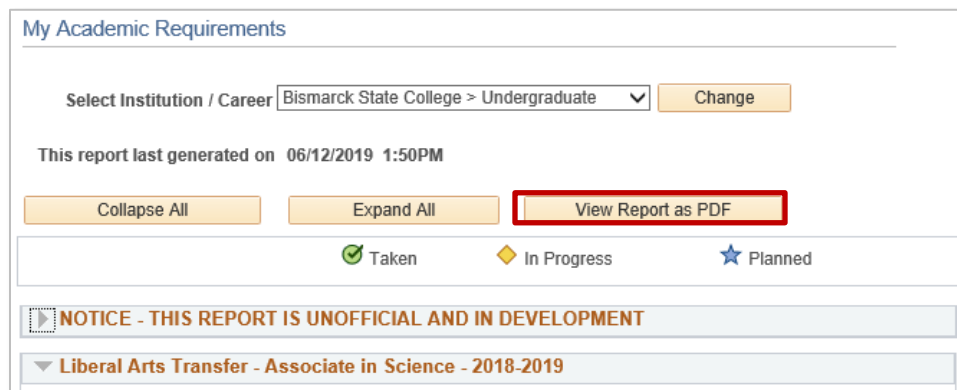 My Academic Requirements
Select Institution / Career Bismarck State College > Undergraduate Change
This report last generated on 06/12/2019 1:50PM
Collapse All Expand All View Report as PDF
Taken In Progress Planned
NOTICE - THIS REPORT IS UNOFFICIAL AND IN DEVELOPMENT
Liberal Arts Transfer - Associate in Science - 2018-2019